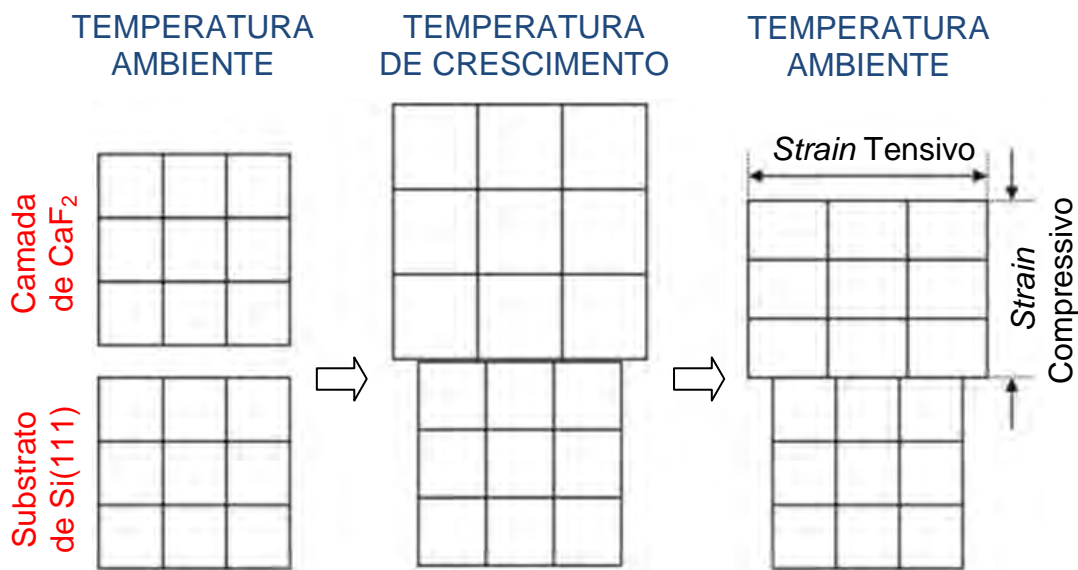 TEMPERATURA
AMBIENTE
TEMPERATURA
DE CRESCIMENTO
TEMPERATURA
AMBIENTE
Camada
de CaF₂
Substrato
de Si(111)
Strain Tensivo
Strain
Compressivo